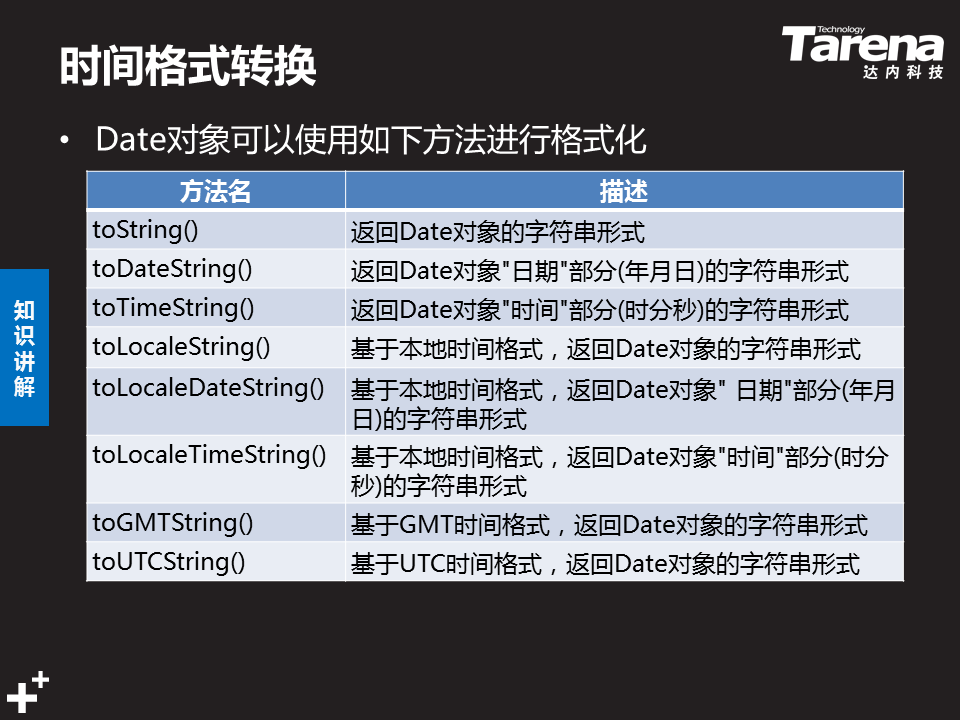 时间格式转换
Technology
Tarena
达内科技
• Date对象可以使用如下方法进行格式化
方法名 描述
toString() 返回Date对象的字符串形式
toDateString() 返回Date对象"日期"部分(年月日)的字符串形式
toTimeString() 返回Date对象"时间"部分(时分秒)的字符串形式
toLocaleString() 基于本地时间格式，返回Date对象的字符串形式
toLocaleDateString() 基于本地时间格式，返回Date对象" 日期"部分(年月
日)的字符串形式
toLocaleTimeString() 基于本地时间格式，返回Date对象"时间"部分(时分
秒)的字符串形式
toGMTString() 基于GMT时间格式，返回Date对象的字符串形式
toUTCString() 基于UTC时间格式，返回Date对象的字符串形式
知
识
讲
解